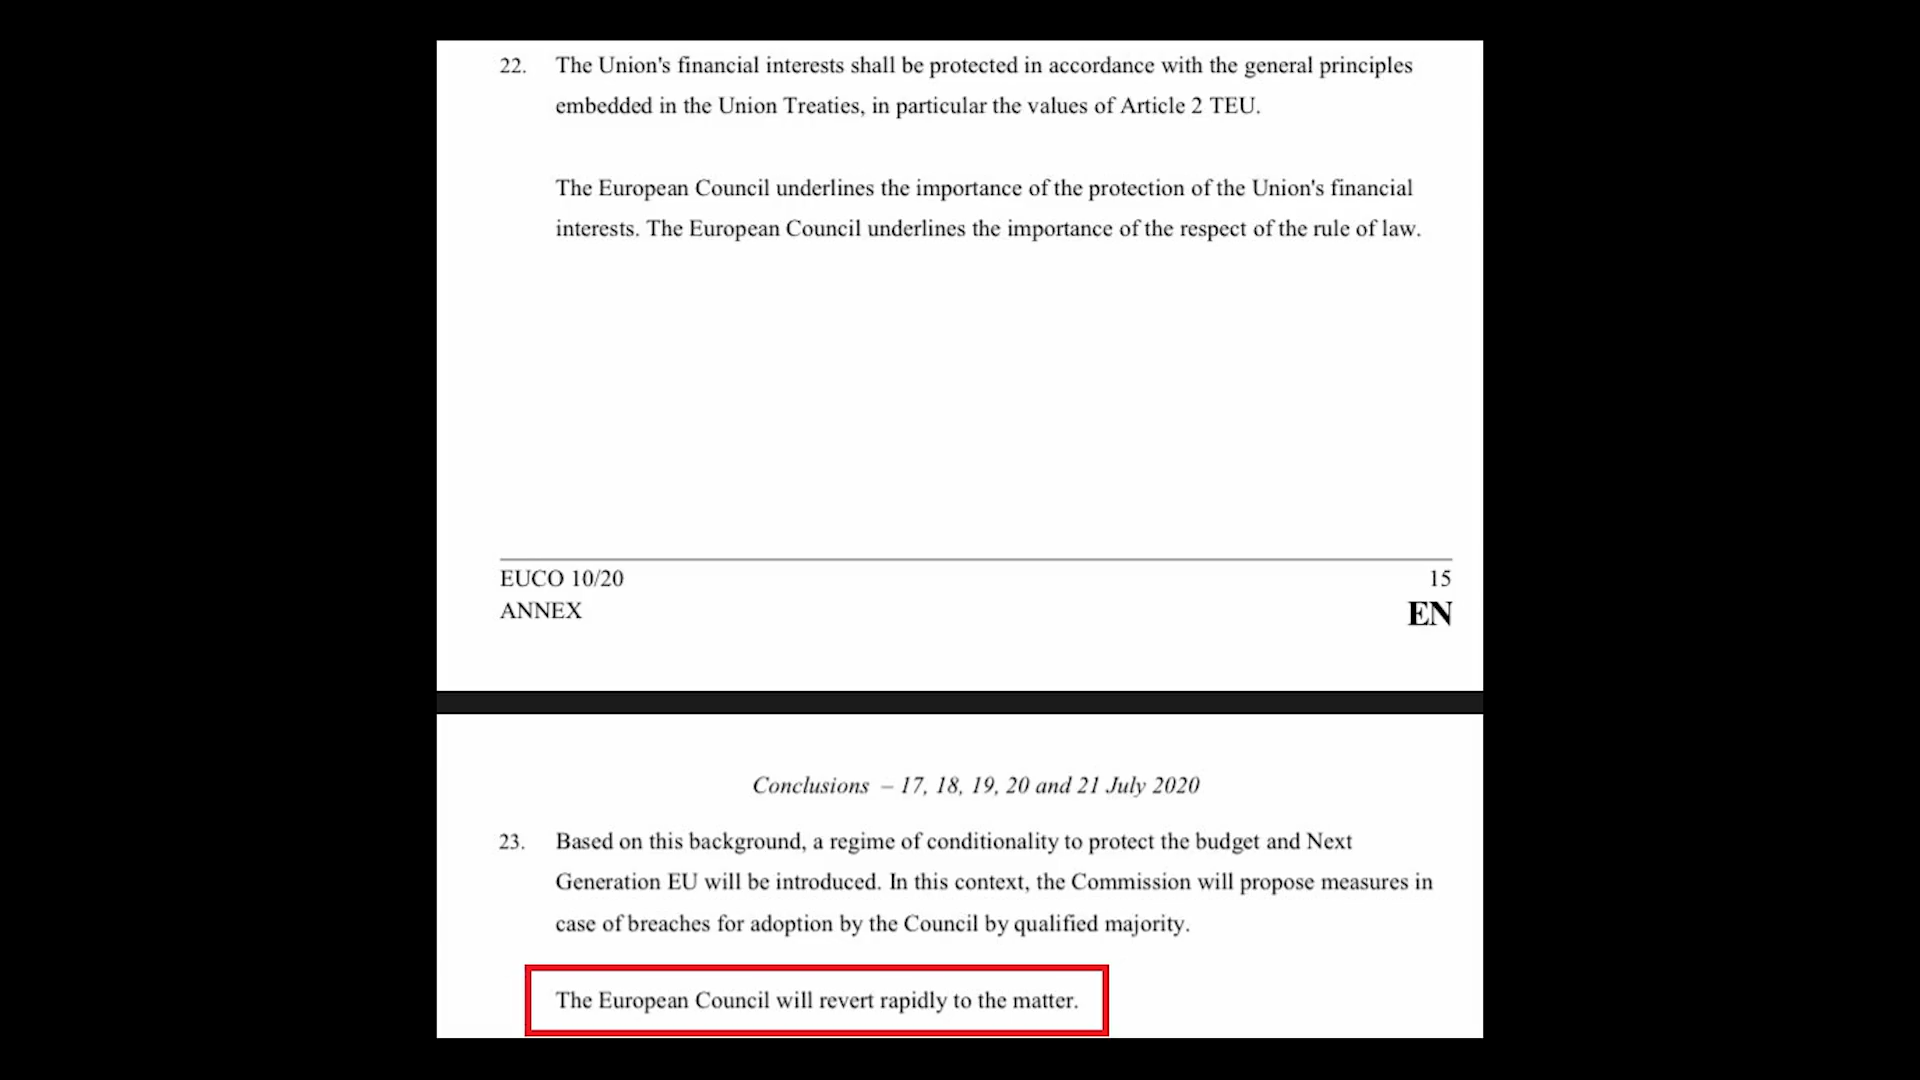 22. The Union's financial interests shall be protected in accordance with the general principles
embedded in the Union Treaties, in particular the values of Article 2 TEU.
The European Council underlines the importance of the protection of the Union's financial
interests. The European Council underlines the importance of the respect of the rule of law.
EUCO 10/20 15
ANNEX EN
Conclusions – 17, 18, 19, 20 and 21 July 2020
23. Based on this background, a regime of conditionality to protect the budget and Next
Generation EU will be introduced. In this context, the Commission will propose measures in
case of breaches for adoption by the Council by qualified majority.
The European Council will revert rapidly to the matter.